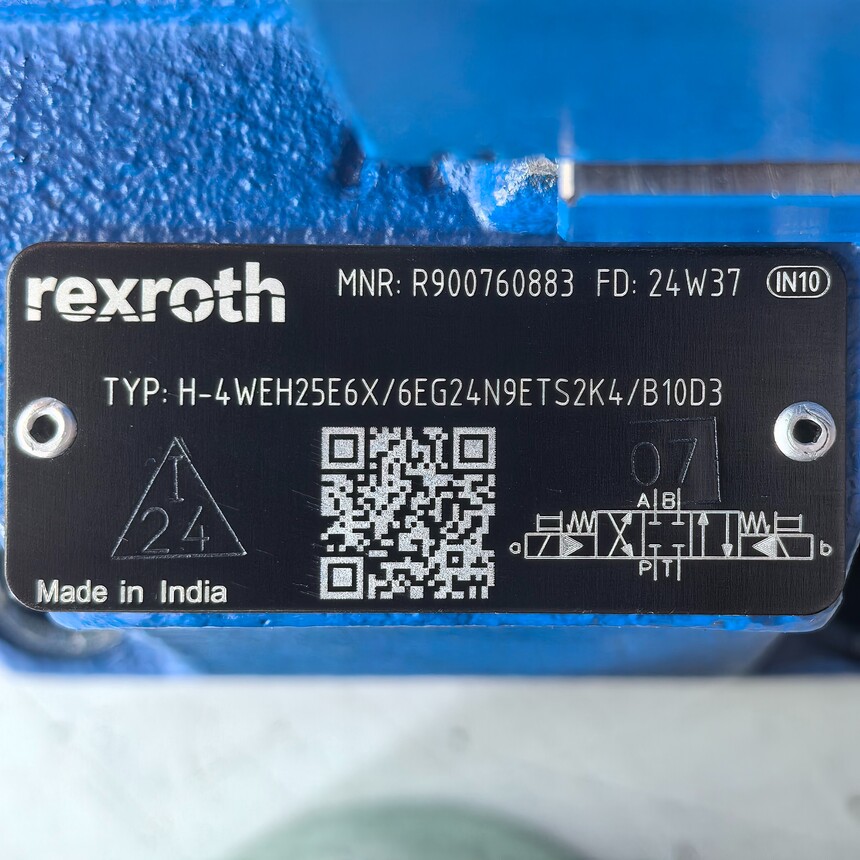 rexroth MNR: R900760883 FD: 24W37 IN10
TYP: H-4WEH25E6X/6EG24N9ETS2K4/B10D3
07
I
24
A B
a b
P T
Made in India